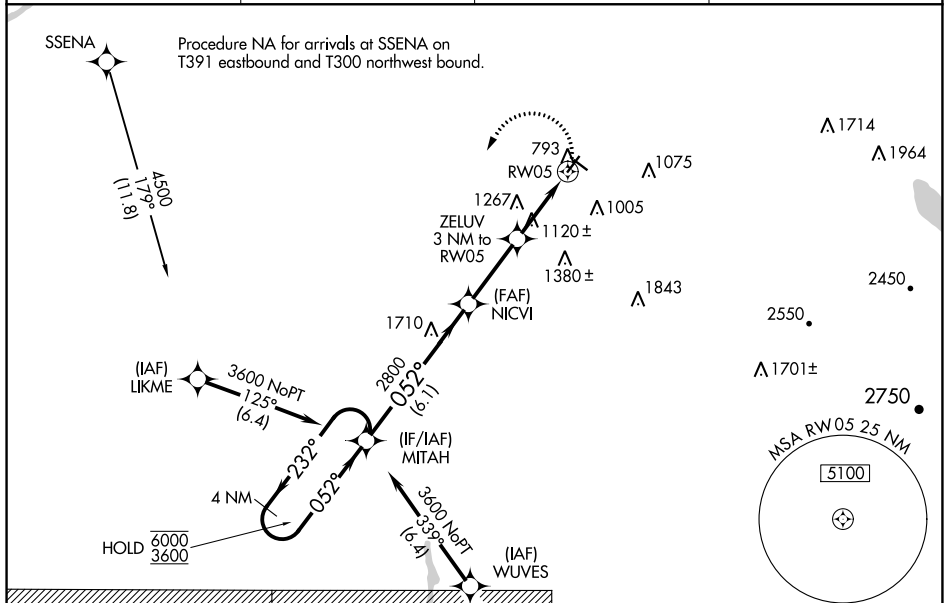 SSENA
Procedure NA for arrivals at SSENA on
T391 eastbound and T300 northwest bound.
4500
179°
(11.8)
793
RW05
1714
1964
1075
1267
1005
ZELUV
3 NM to
RW05
1120 ±
1380 ±
1843
2450
2550
(FAF)
NICVI
1710
1701±
2750
(IAF)
LIKME
3600 NoPT
125°
(6.4)
2800
052°
(6.1)
(IF/IAF)
MITAH
232°
052°
4 NM
HOLD 6000
3600
3600 NoPT
339°
(6.4)
(IAF)
WUVES
MSA RW05 25 NM
5100